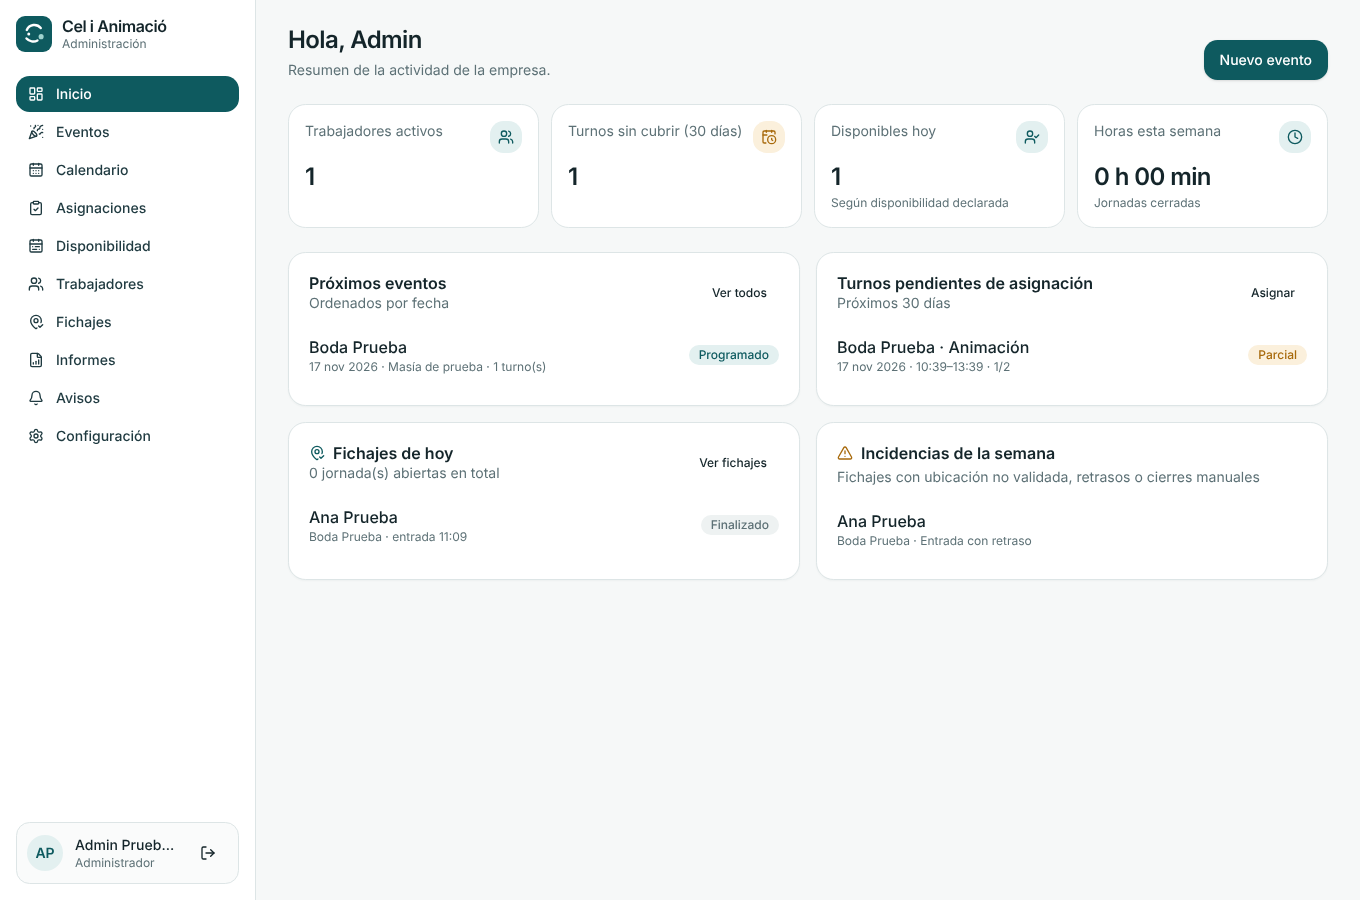 Cel i Animació
Administración
Inicio
Eventos
Calendario
Asignaciones
Disponibilidad
Trabajadores
Fichajes
Informes
Avisos
Configuración
AP
Admin Prueb...
Administrador
Hola, Admin
Resumen de la actividad de la empresa.
Nuevo evento
Trabajadores activos
1
Turnos sin cubrir (30 días)
1
Disponibles hoy
1
Según disponibilidad declarada
Horas esta semana
0 h 00 min
Jornadas cerradas
Próximos eventos
Ordenados por fecha
Ver todos
Boda Prueba
17 nov 2026 · Masía de prueba · 1 turno(s)
Programado
Turnos pendientes de asignación
Próximos 30 días
Asignar
Boda Prueba · Animación
17 nov 2026 · 10:39–13:39 · 1/2
Parcial
Fichajes de hoy
0 jornada(s) abiertas en total
Ver fichajes
Ana Prueba
Boda Prueba · entrada 11:09
Finalizado
Incidencias de la semana
Fichajes con ubicación no validada, retrasos o cierres manuales
Ana Prueba
Boda Prueba · Entrada con retraso